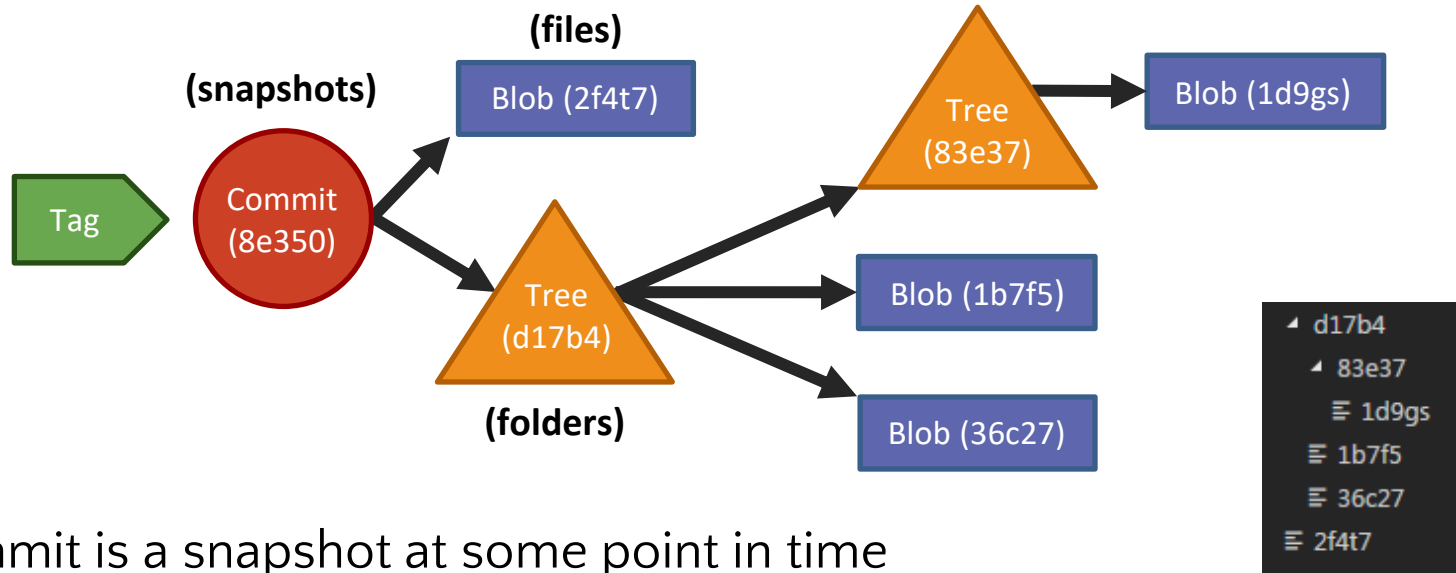 (files)
(snapshots)
Blob (2f4t7)
Tree
(83e37)
Blob (1d9gs)
Tag
Commit
(8e350)
Tree
(d17b4)
Blob (1b7f5)
Blob (36c27)
(folders)
d17b4
83e37
1d9gs
1b7f5
36c27
2f4t7
mmit is a snapshot at some point in time